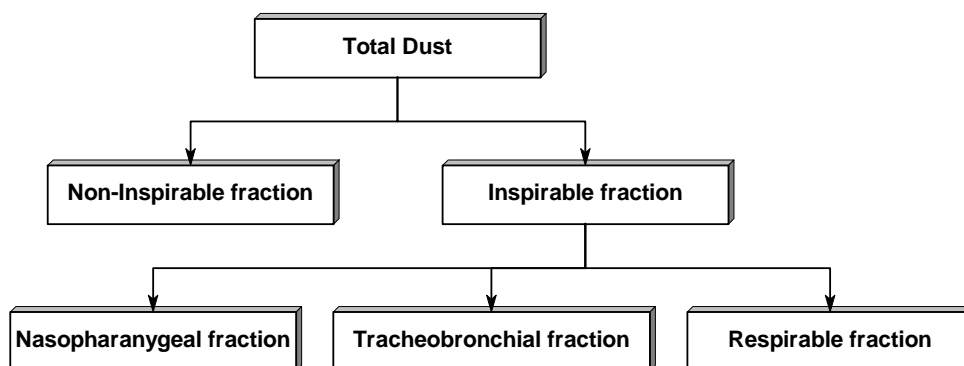 Total Dust
Non-Inspirable fraction
Inspirable fraction
Nasopharanygeal fraction
Tracheobronchial fraction
Respirable fraction